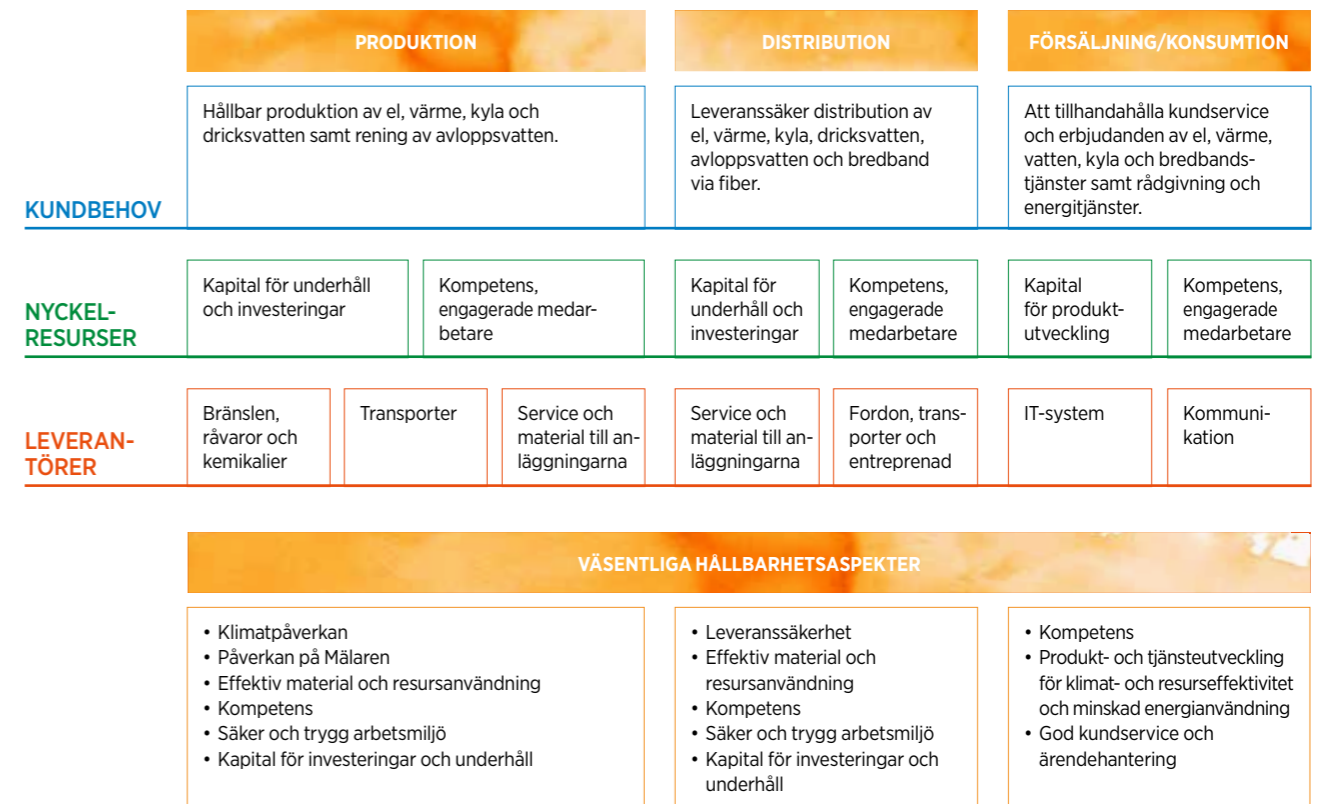 PRODUKTION
DISTRIBUTION
FÖRSÄLJNING/KONSUMTION
KUNDBEHOV
Hållbar produktion av el, värme, kyla och
dricksvatten samt rening av avloppsvatten.
Leveranssäker distribution av
el, värme, kyla, dricksvatten,
avloppsvatten och bredband
via fiber.
Att tillhandahålla kundservice
och erbjudanden av el, värme,
vatten, kyla och bredbands-
tjänster samt rådgivning och
energitjänster.
NYCKEL-
RESURSER
Kapital för underhåll
och investeringar
Kompetens,
engagerade medar-
betare
Kapital för
underhåll och
investeringar
Kompetens,
engagerade
medarbetare
Kapital
för produkt-
utveckling
Kompetens,
engagerade
medarbetare
LEVERAN-
TÖRER
Bränslen,
råvaror och
kemikalier
Transporter
Service och
material till an-
läggningarna
Service och
material till an-
läggningarna
Fordon, trans-
porter och
entreprenad
IT-system
Kommuni-
kation
VÄSENTLIGA HÅLLBARHETSASPEKTER
• Klimatpåverkan
• Påverkan på Mälaren
• Effektiv material och resursanvändning
• Kompetens
• Säker och trygg arbetsmiljö
• Kapital för investeringar och underhåll
• Leveranssäkerhet
• Effektiv material och
resursanvändning
• Kompetens
• Säker och trygg arbetsmiljö
• Kapital för investeringar och
underhåll
• Kompetens
• Produkt- och tjänsteutveckling
för klimat- och resurseffektivitet
och minskad energianvändning
• God kundservice och
ärendehantering